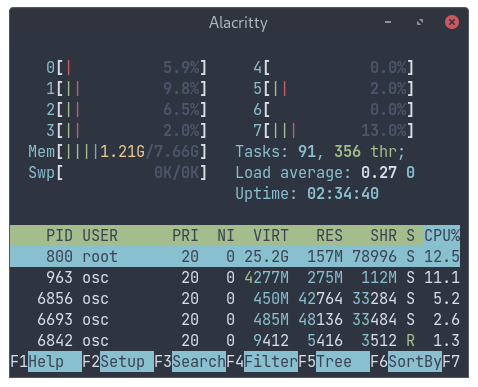 Alacritty
0[| 5.9%] 4[ 0.0%]
1[|| 9.8%] 5[|| 2.0%]
2[|| 6.5%] 6[ 0.0%]
3[|| 2.0%] 7[||| 13.0%]
Mem[||||1.21G/7.66G] Tasks: 91, 356 thr;
Swp[ 0K/0K] Load average: 0.27 0
Uptime: 02:34:40
PID USER PRI NI VIRT RES SHR S CPU%
800 root 20 0 25.2G 157M 78996 S 12.5
963 osc 20 0 4277M 275M 112M S 11.1
6856 osc 20 0 450M 42764 33284 S 5.2
6693 osc 20 0 485M 48136 33484 S 2.6
6842 osc 20 0 9412 5416 3512 R 1.3
F1Help F2Setup F3SearchF4FilterF5Tree F6SortByF7